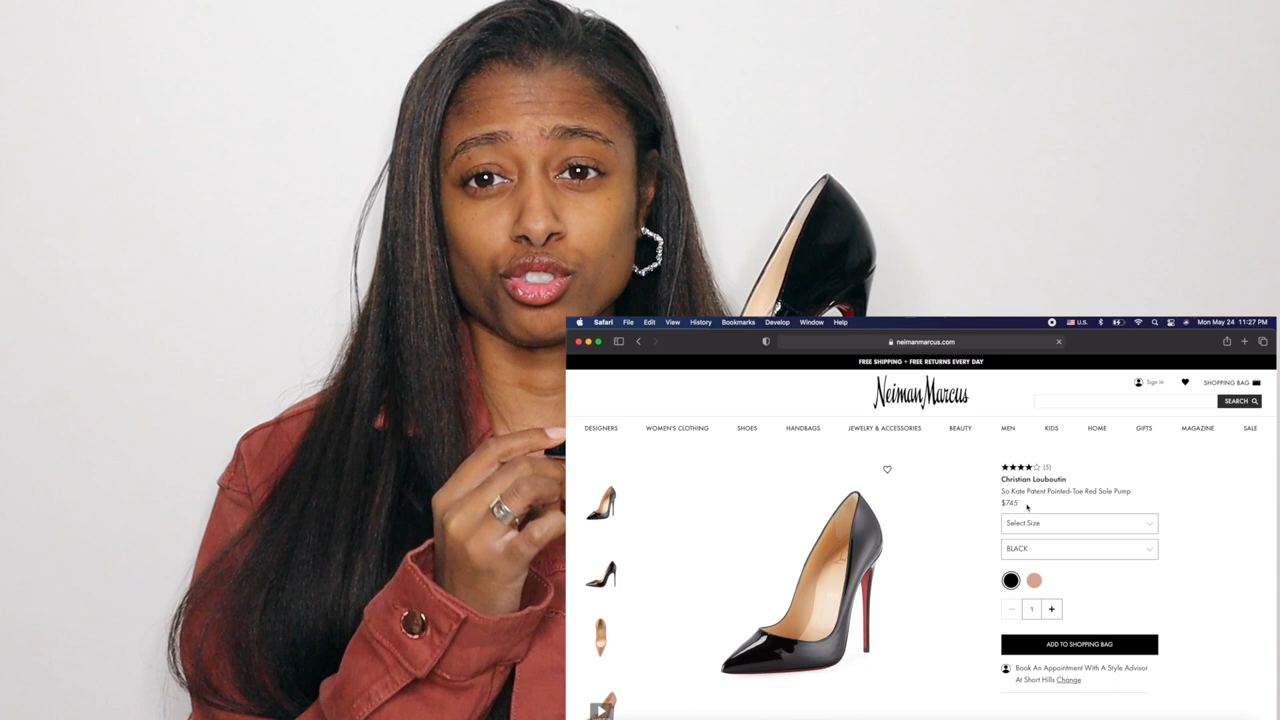 Safari File Edit View History Bookmarks Develop Window Help U.S. Mon May 24 11:27 PM
neimanmarcus.com
FREE SHIPPING + FREE RETURNS EVERY DAY
Neiman Marcus
Sign In
SHOPPING BAG
SEARCH
DESIGNERS WOMEN'S CLOTHING SHOES HANDBAGS JEWELRY & ACCESSORIES BEAUTY MEN KIDS HOME GIFTS MAGAZINE SALE
(5)
Christian Louboutin
So Kate Patent Pointed-Toe Red Sole Pump
$745
Select Size
BLACK
1
ADD TO SHOPPING BAG
Book An Appointment With A Style Advisor
At Short Hills Change